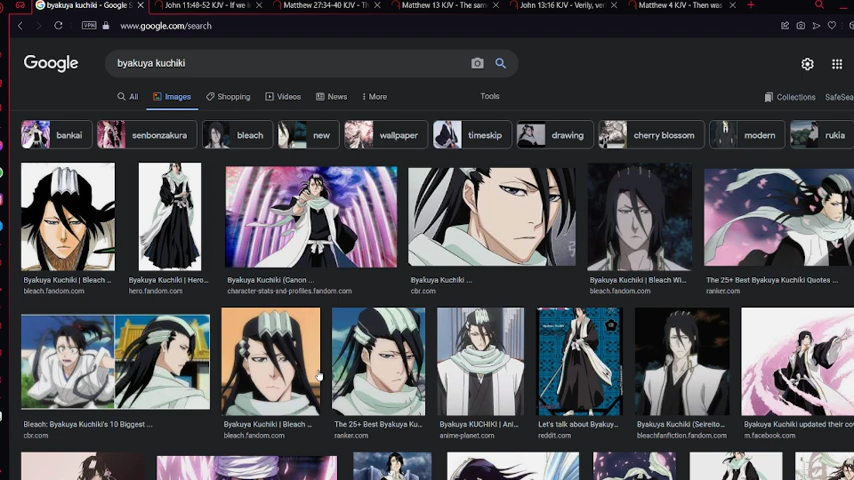 byakuya kuchiki - Google S
John 11:48-52 KJV - If we l
Matthew 27:34-40 KJV - Th
Matthew 13 KJV - The same
John 13:16 KJV - Verily, ver
Matthew 4 KJV - Then was
VPN
www.google.com/search
Google
byakuya kuchiki
All
Images
Shopping
Videos
News
More
Tools
Collections
SafeSea
bankai
senbonzakura
bleach
new
wallpaper
timeskip
drawing
cherry blossom
modern
rukia
Byakuya Kuchiki | Bleach ...
bleach.fandom.com
Byakuya Kuchiki | Hero...
hero.fandom.com
Byakuya Kuchiki (Canon ...
character-stats-and-profiles.fandom.com
Byakuya Kuchiki ...
cbr.com
Byakuya Kuchiki | Bleach Wi...
bleach.fandom.com
The 25+ Best Byakuya Kuchiki Quotes ...
ranker.com
Bleach: Byakuya Kuchiki's 10 Biggest ...
cbr.com
Byakuya Kuchiki | Bleach ...
bleach.fandom.com
The 25+ Best Byakuya Ku...
ranker.com
Byakuya KUCHIKI | Ani...
anime-planet.com
Let's talk about Byakuy...
reddit.com
Byakuya Kuchiki (Seireitei...
bleachfanfiction.fandom.com
Byakuya Kuchiki updated their cov
m.facebook.com